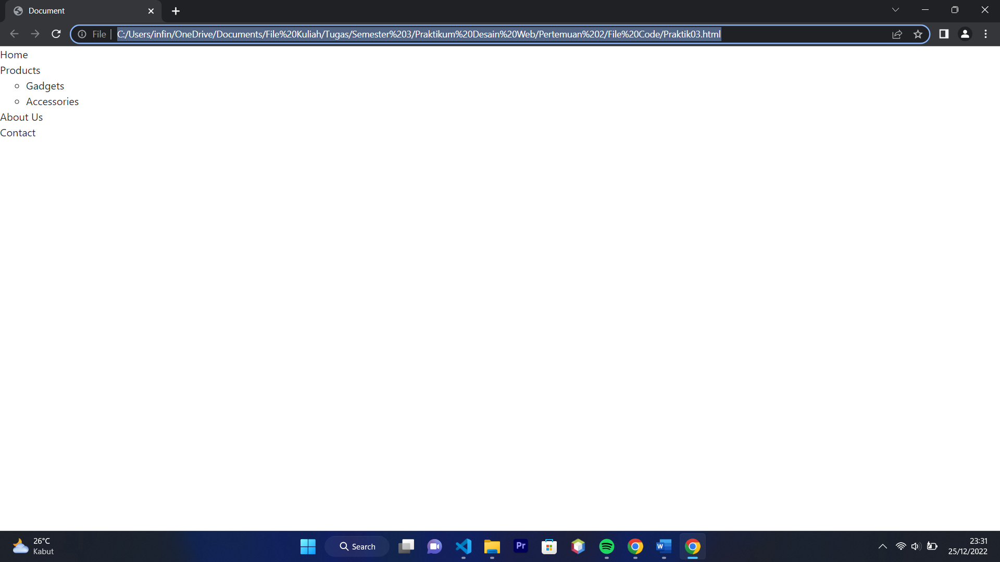 Document
File
C:/Users/infin/OneDrive/Documents/File%20Kuliah/Tugas/Semester%203/Praktikum%20Desain%20Web/Pertemuan%202/File%20Code/Praktik03.html
Home
Products
Gadgets
Accessories
About Us
Contact
26°C
Kabut
Search
Pr
W
23:31
25/12/2022